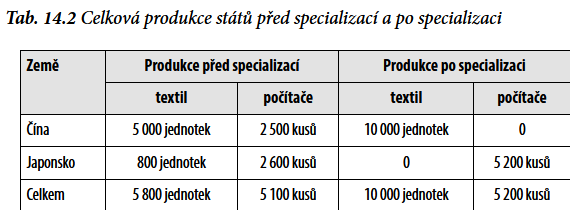 Tab. 14.2 Celková produkce států před specializací a po specializaci
Země Produkce před specializací Produkce po specializaci
textil počítače textil počítače
Čína 5 000 jednotek 2 500 kusů 10 000 jednotek 0
Japonsko 800 jednotek 2 600 kusů 0 5 200 kusů
Celkem 5 800 jednotek 5 100 kusů 10 000 jednotek 5 200 kusů